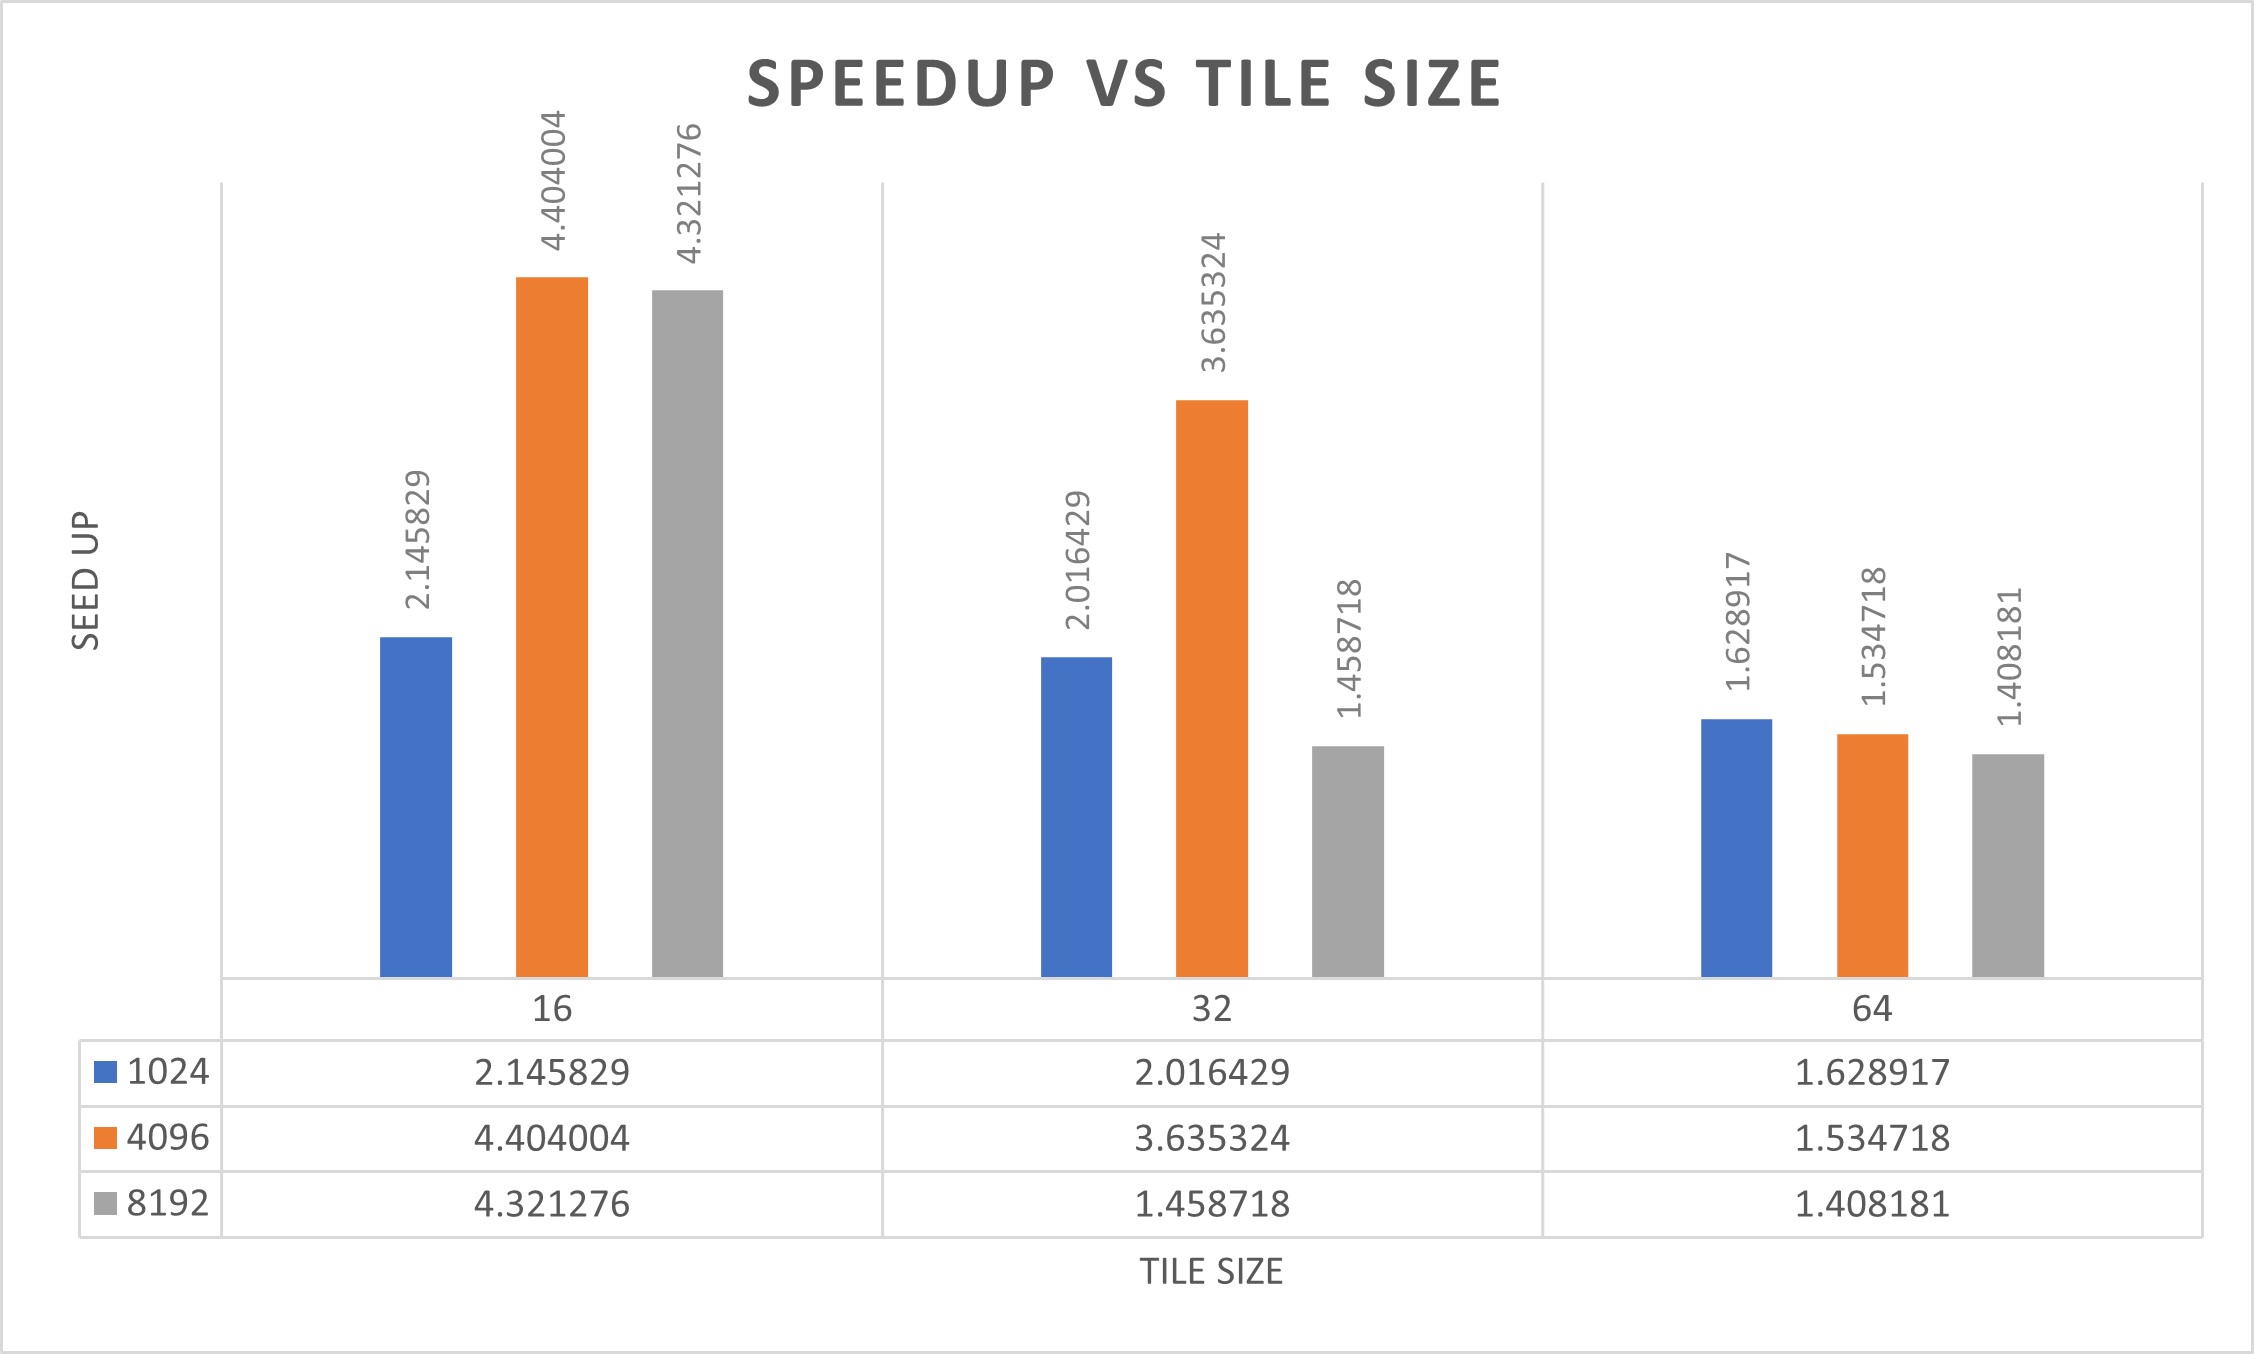 SPEEDUP VS TILE SIZE
2.145829
4.404004
4.321276
2.016429
3.635324
1.458718
1.628917
1.534718
1.408181
SEED UP
16 32 64
1024 2.145829 2.016429 1.628917
4096 4.404004 3.635324 1.534718
8192 4.321276 1.458718 1.408181
TILE SIZE